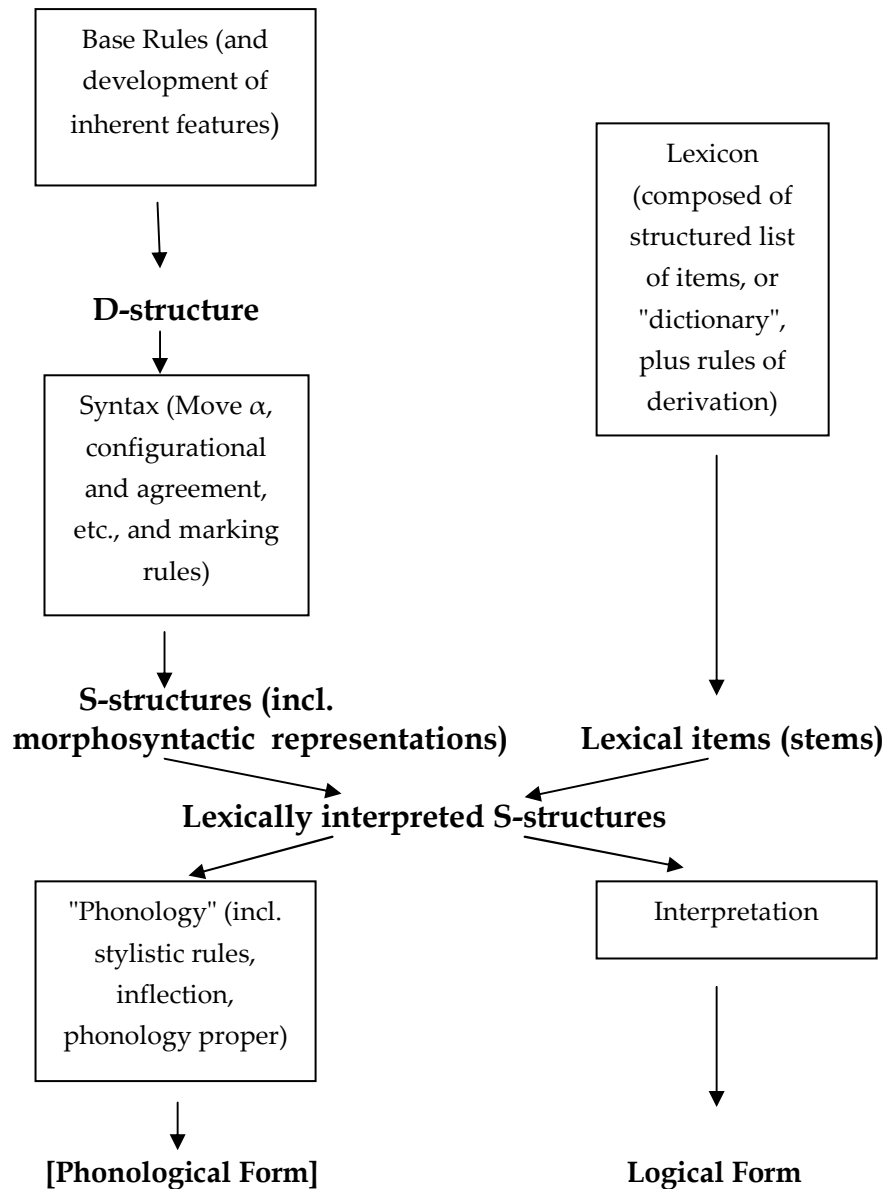 Base Rules (and
development of
inherent features)
Lexicon
(composed of
structured list
of items, or
"dictionary",
plus rules of
derivation)
D-structure
Syntax (Move α,
configurational
and agreement,
etc., and marking
rules)
S-structures (incl.
morphosyntactic representations)
Lexical items (stems)
Lexically interpreted S-structures
"Phonology" (incl.
stylistic rules,
inflection,
phonology proper)
Interpretation
[Phonological Form]
Logical Form